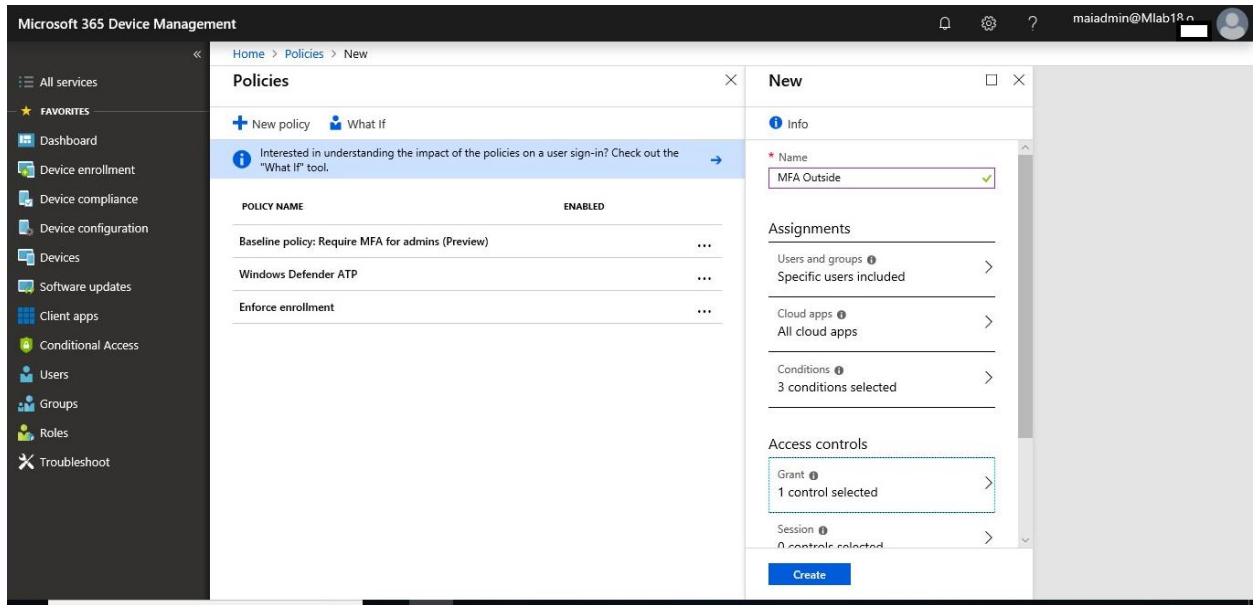 Microsoft 365 Device Management
? maiadmin@Mlab18.o
«
All services
FAVORITES
Dashboard
Device enrollment
Device compliance
Device configuration
Devices
Software updates
Client apps
Conditional Access
Users
Groups
Roles
Troubleshoot
Home > Policies > New
Policies
New policy What If
Interested in understanding the impact of the policies on a user sign-in? Check out the
"What If" tool.
POLICY NAME ENABLED
Baseline policy: Require MFA for admins (Preview) ...
Windows Defender ATP ...
Enforce enrollment ...
New
Info
* Name
MFA Outside
Assignments
Users and groups
Specific users included
Cloud apps
All cloud apps
Conditions
3 conditions selected
Access controls
Grant
1 control selected
Session
0 controls selected
Create